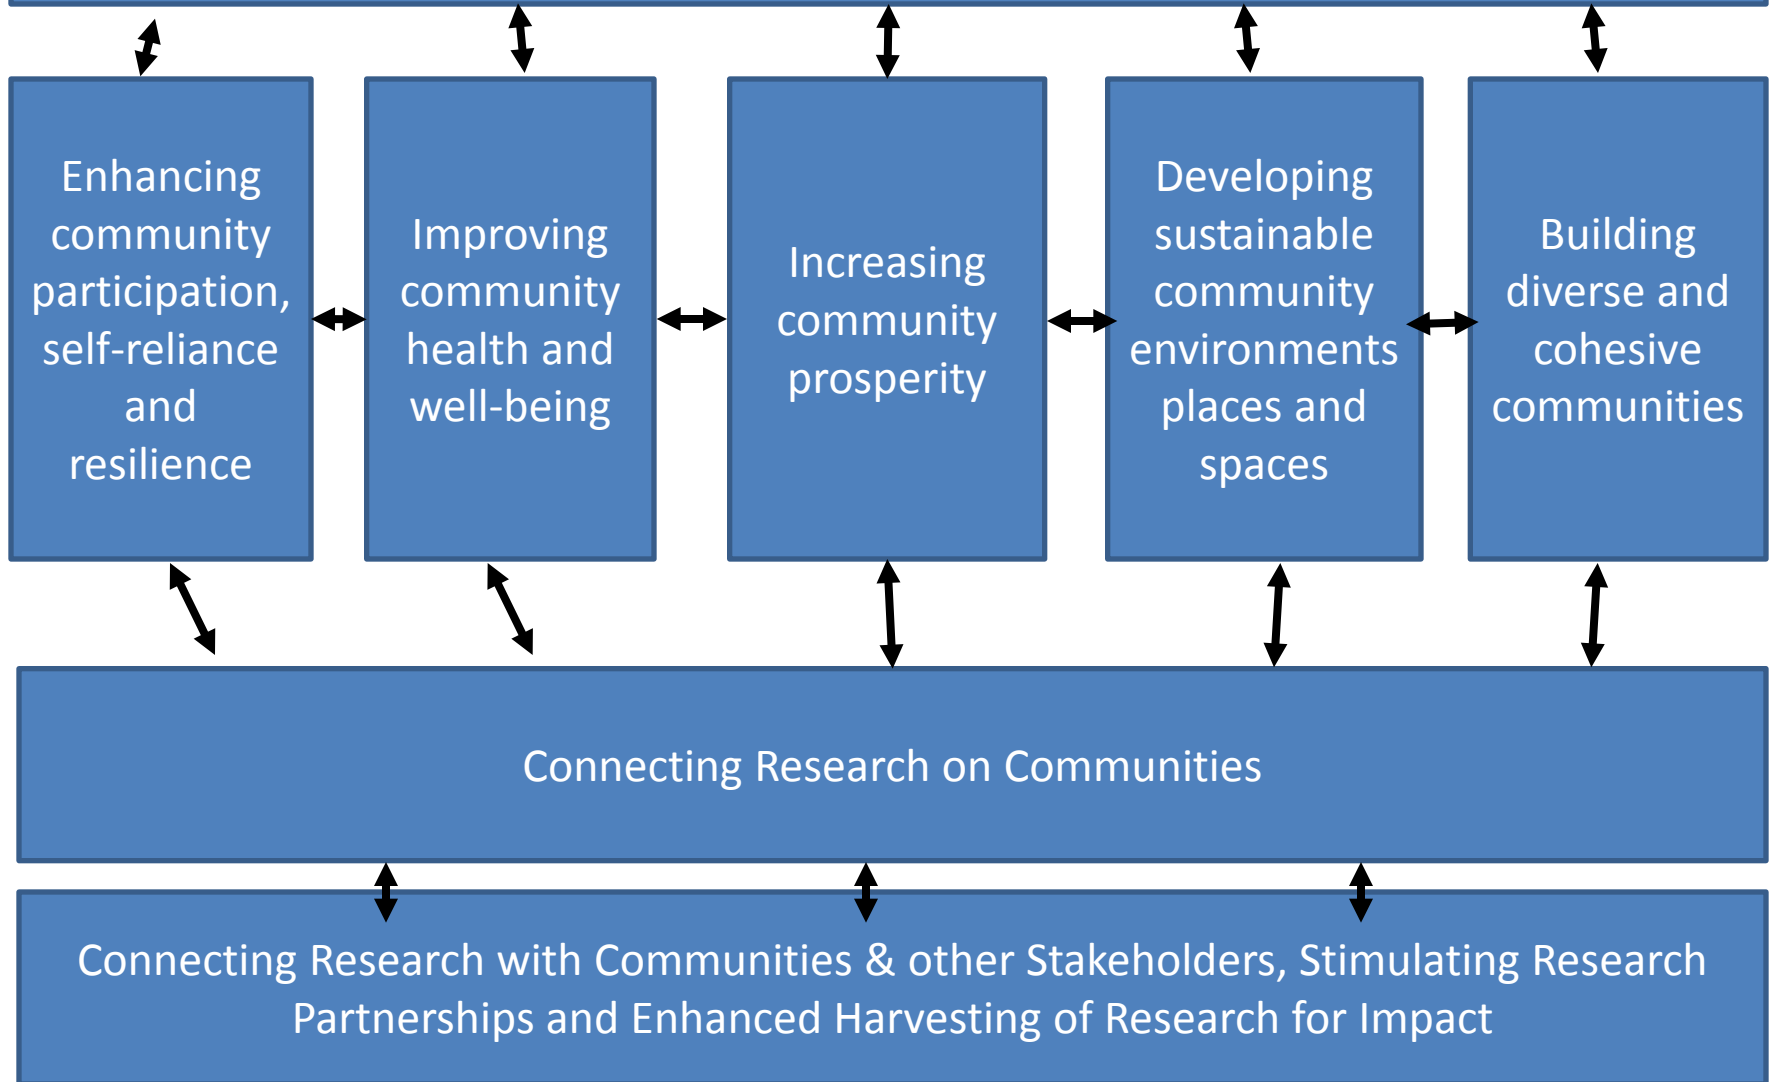 Enhancing
community
participation,
self-reliance
and
resilience
Improving
community
health and
well-being
Increasing
community
prosperity
Developing
sustainable
community
environments
places and
spaces
Building
diverse and
cohesive
communities
Connecting Research on Communities
Connecting Research with Communities & other Stakeholders, Stimulating Research
Partnerships and Enhanced Harvesting of Research for Impact